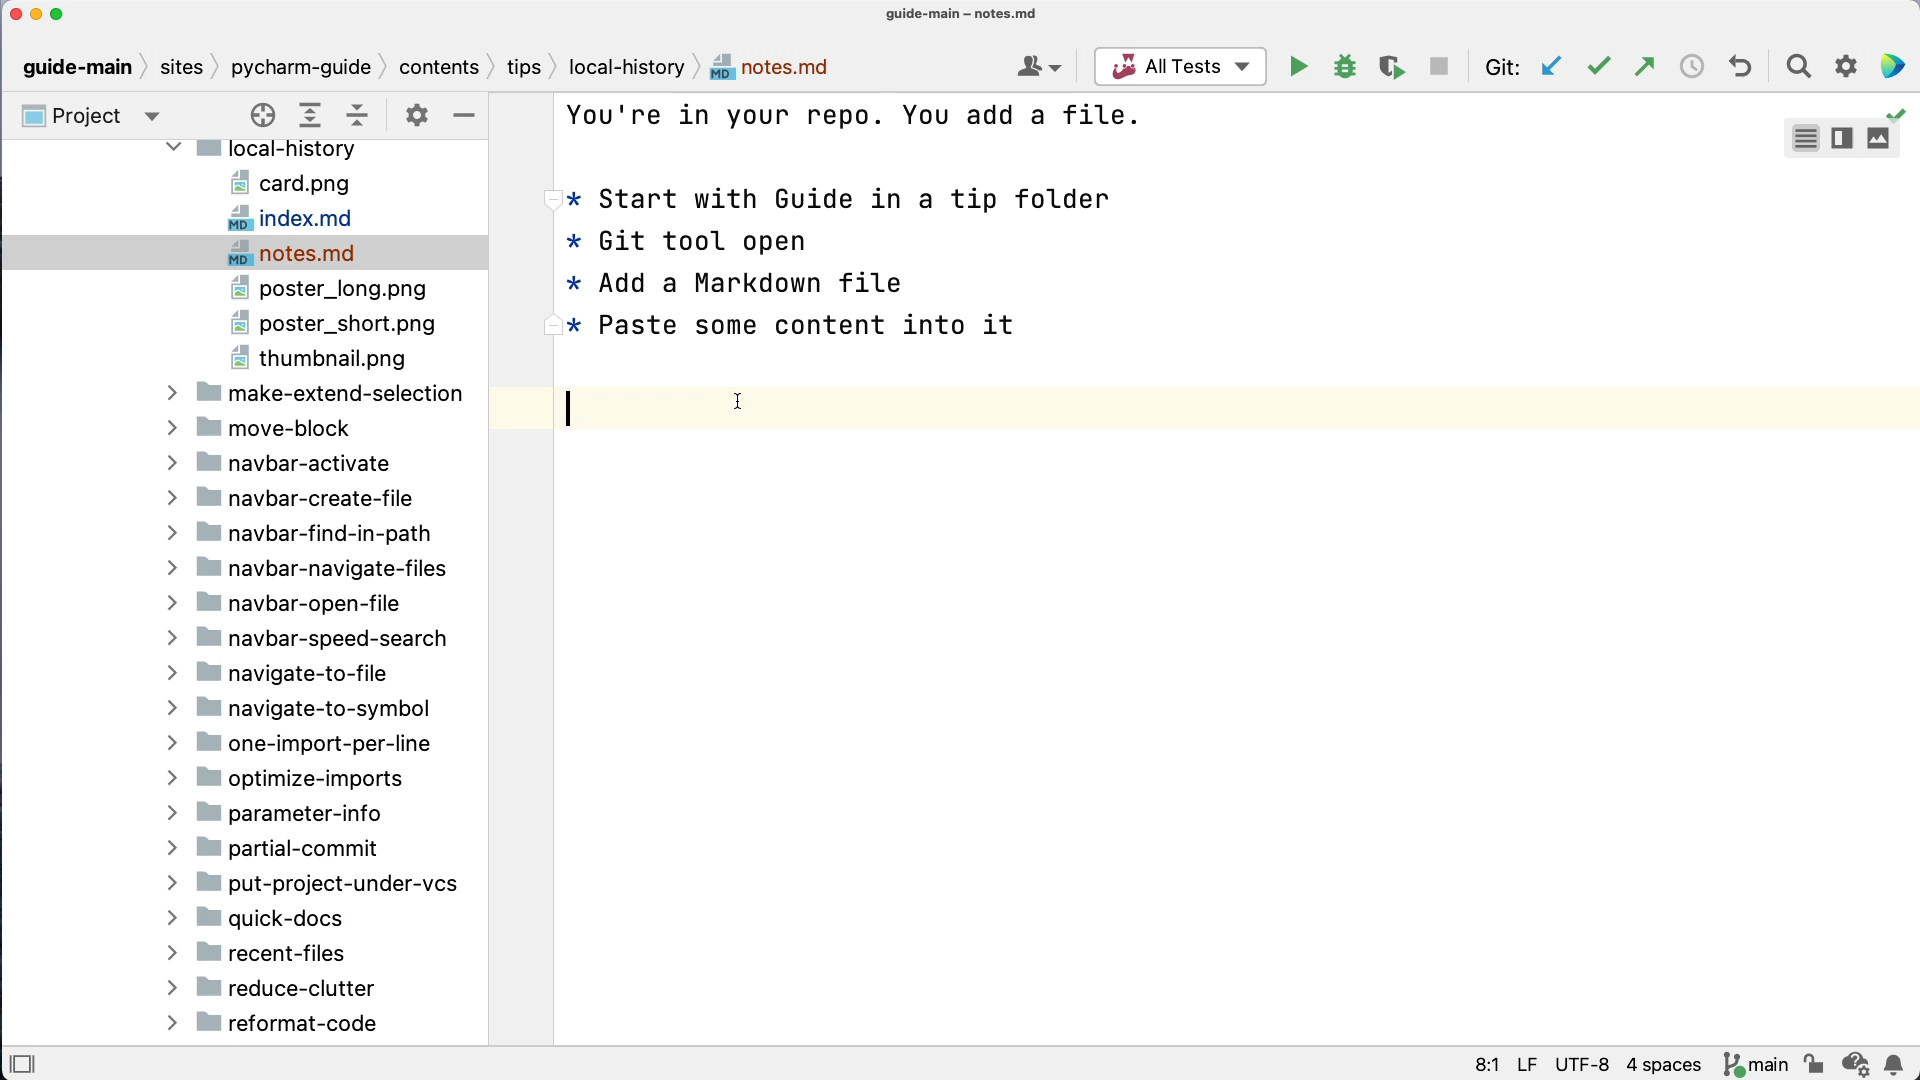 guide-main – notes.md
guide-main sites pycharm-guide contents tips local-history notes.md
All Tests
Git:
Project
local-history
card.png
index.md
notes.md
poster_long.png
poster_short.png
thumbnail.png
make-extend-selection
move-block
navbar-activate
navbar-create-file
navbar-find-in-path
navbar-navigate-files
navbar-open-file
navbar-speed-search
navigate-to-file
navigate-to-symbol
one-import-per-line
optimize-imports
parameter-info
partial-commit
put-project-under-vcs
quick-docs
recent-files
reduce-clutter
reformat-code
You're in your repo. You add a file.
* Start with Guide in a tip folder
* Git tool open
* Add a Markdown file
* Paste some content into it
8:1 LF UTF-8 4 spaces main